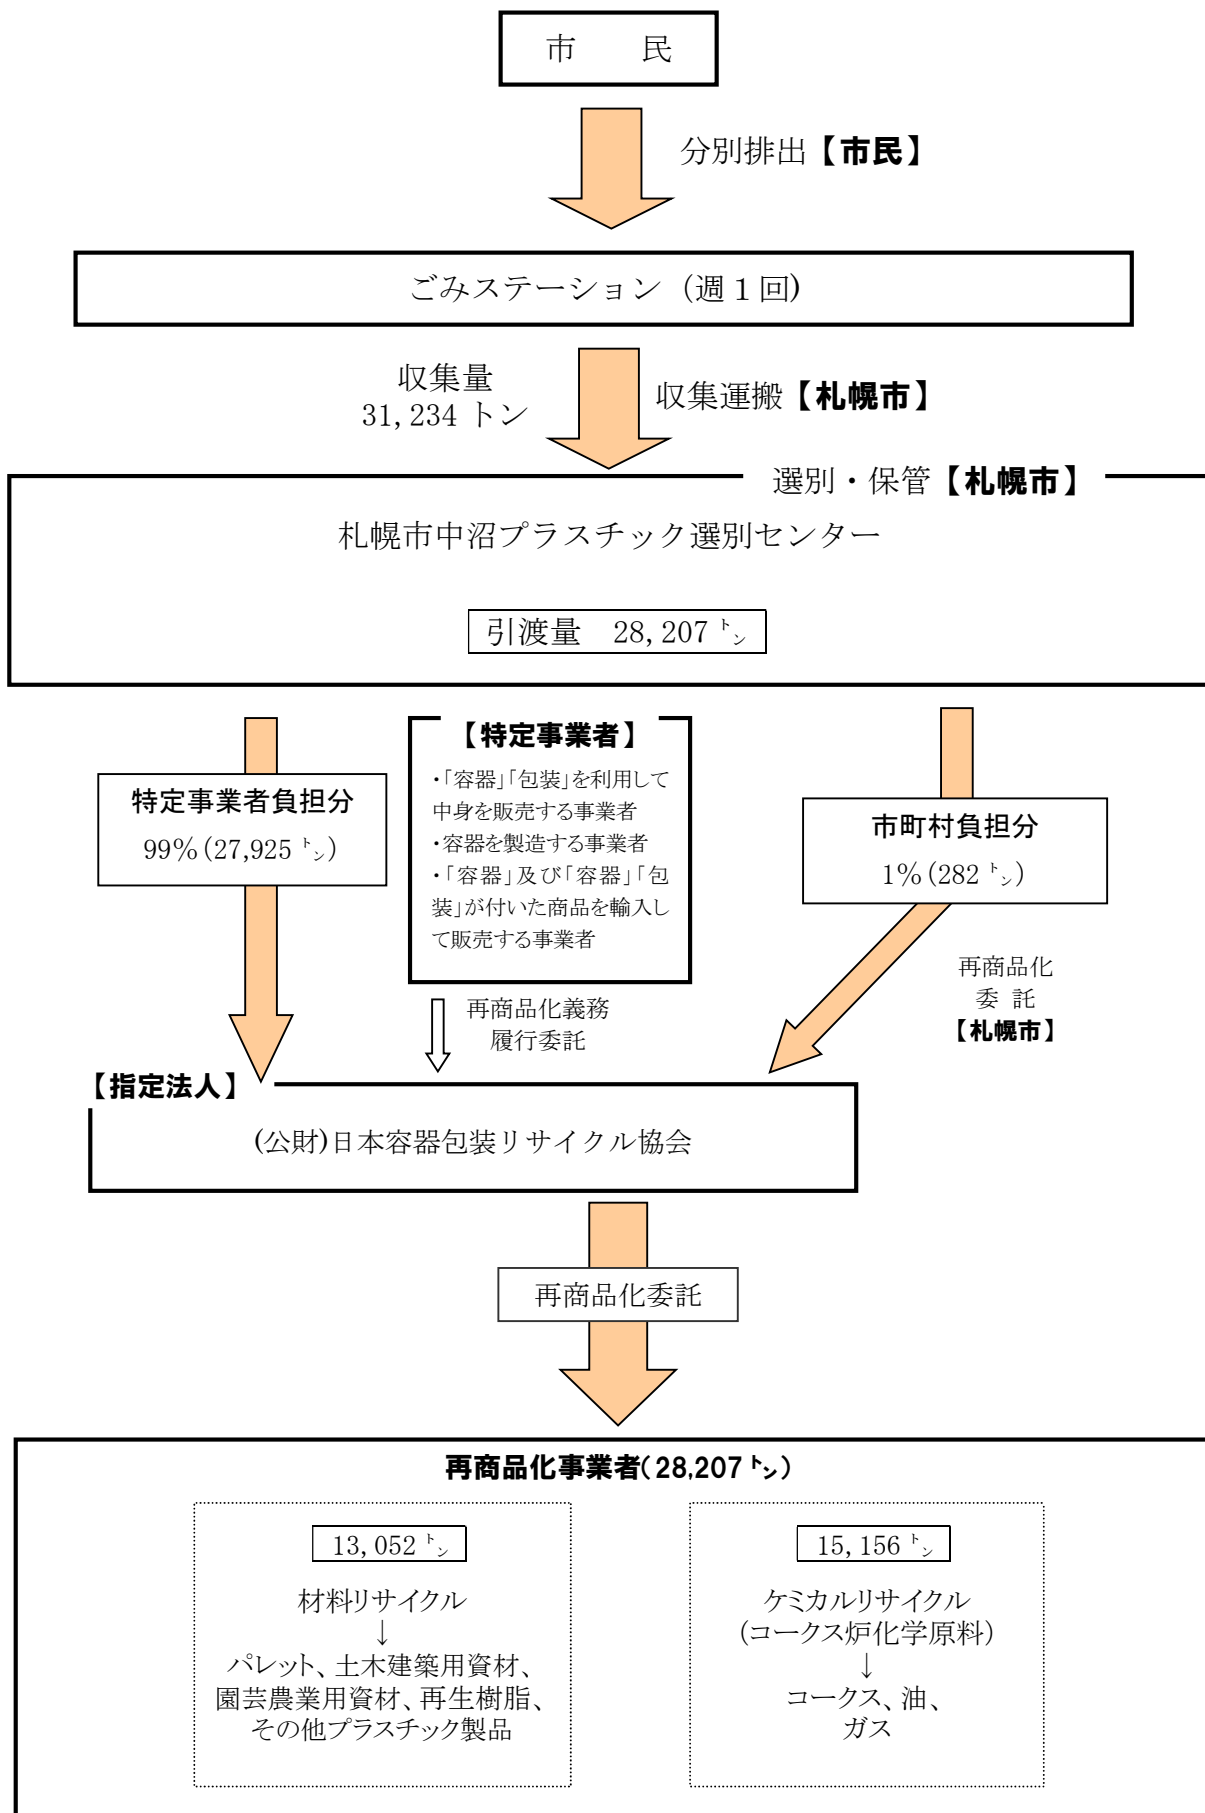 市　　民
分別排出【市民】
ごみステーション（週１回）
収集量
31,234 トン
収集運搬【札幌市】
選別・保管【札幌市】
札幌市中沼プラスチック選別センター
引渡量　28,207 トン
特定事業者負担分
99%(27,925 トン)
【特定事業者】
・「容器」「包装」を利用して
中身を販売する事業者
・容器を製造する事業者
・「容器」及び「容器」「包
装」が付いた商品を輸入し
て販売する事業者
市町村負担分
1%(282 トン)
再商品化義務
履行委託
再商品化
委 託
【札幌市】
【指定法人】
(公財)日本容器包装リサイクル協会
再商品化委託
再商品化事業者(28,207 トン)
13,052 トン
材料リサイクル
↓
パレット、土木建築用資材、
園芸農業用資材、再生樹脂、
その他プラスチック製品
15,156 トン
ケミカルリサイクル
(コークス炉化学原料)
↓
コークス、油、
ガス